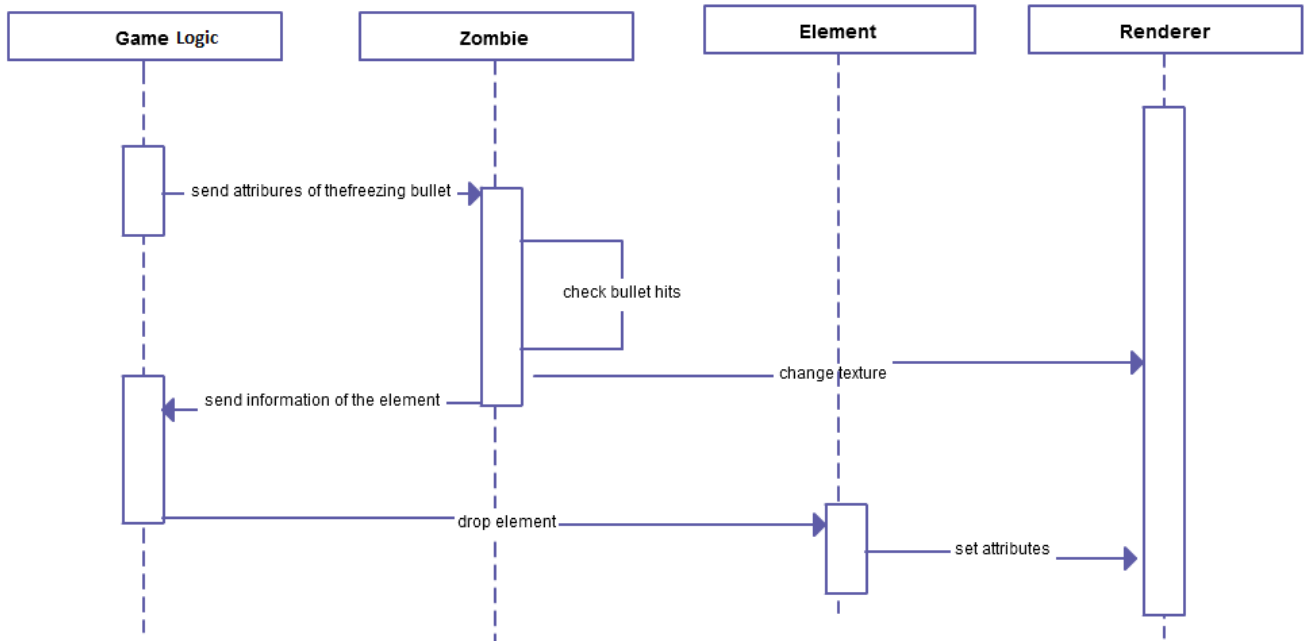 Game Logic
Zombie
Element
Renderer
send attribures of thefreezing bullet
check bullet hits
change texture
send information of the element
drop element
set attributes